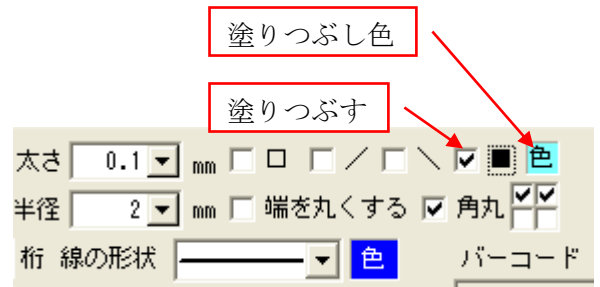 塗りつぶし色
塗りつぶす
太さ 0.1 mm □ ／ ＼ ■ 色
半径 2 mm 端を丸くする 角丸
桁 線の形状 色 バーコード